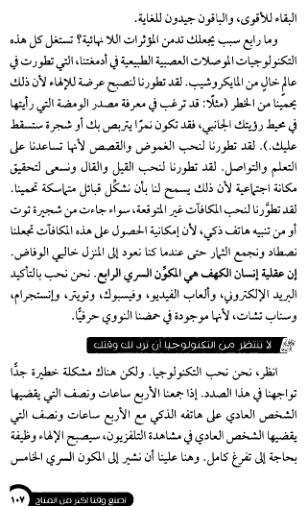 البقاء للأقوى، والباقون جيدون للغاية.
وما رابع سبب يجعلك تدمن المؤثرات اللا نهائية؟ تستغل كل هذه
التكنولوجيات الموصلات العصبية الطبيعية في أدمغتنا، التي تطورت في
عالمٍ خالٍ من المايكروشيب. لقد تطورنا لنصبح عرضة للإلهاء لأن ذلك
يحمينا من الخطر (مثلًا: قد ترغب في معرفة مصدر الومضة التي رأيتها
في محيط رؤيتك الجانبي، فقد تكون نمرًا يتربص بك أو شجرة ستسقط
عليك.). لقد تطورنا لنحب الغموض والقصص لأنها تساعدنا على
التعلم والتواصل. لقد تطورنا لنحب القيل والقال ونسعى لتحقيق
مكانة اجتماعية لأن ذلك يسمح لنا بأن نشكِّل قبائل متماسكة تحمينا.
لقد تطوَّرنا لنحب المكافآت غير المتوقعة، سواء جاءت من شجيرة توت
أو من تنبيه هاتف ذكي، لأن إمكانية الحصول على هذه المكافآت تجعلنا
نصطاد ونجمع الثمار حتى عندما كنا نعود إلى المنزل خاليي الوفاض.
إن عقلية إنسان الكهف هي المكوِّن السري الرابع. نحن نحب بالتأكيد
البريد الإلكتروني، وألعاب الفيديو، وفيسبوك، وتويتر، وإنستجرام،
وسناب تشات، لأنها موجودة في حمضنا النووي حرفيًّا.
لا تنتظر من التكنولوجيا أن ترد لك وقتك
انظر، نحن نحب التكنولوجيا. ولكن هناك مشكلة خطيرة جدًّا
تواجهنا في هذا الصدد. إذا جمعنا الأربع ساعات ونصف التي يقضيها
الشخص العادي على هاتفه الذكي مع الأربع ساعات ونصف التي
يقضيها الشخص العادي في مشاهدة التلفزيون، سيصبح الإلهاء وظيفة
بحاجة إلى تفرغ كامل. وهنا علينا أن نشير إلى المكون السري الخامس
اصنع وقتًا أكثر من المتاح ١٠٧